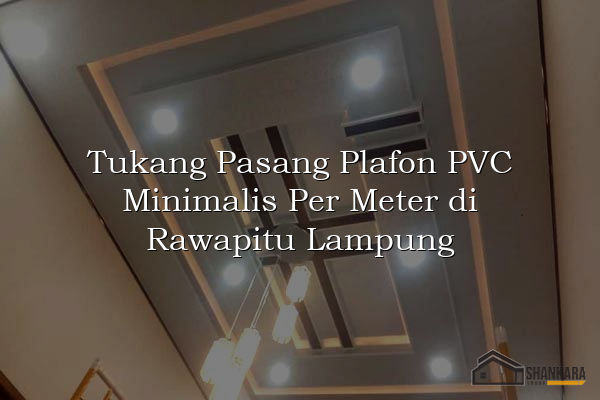 Tukang Pasang Plafon PVC
Minimalis Per Meter di
Rawapitu Lampung
SHANKARA